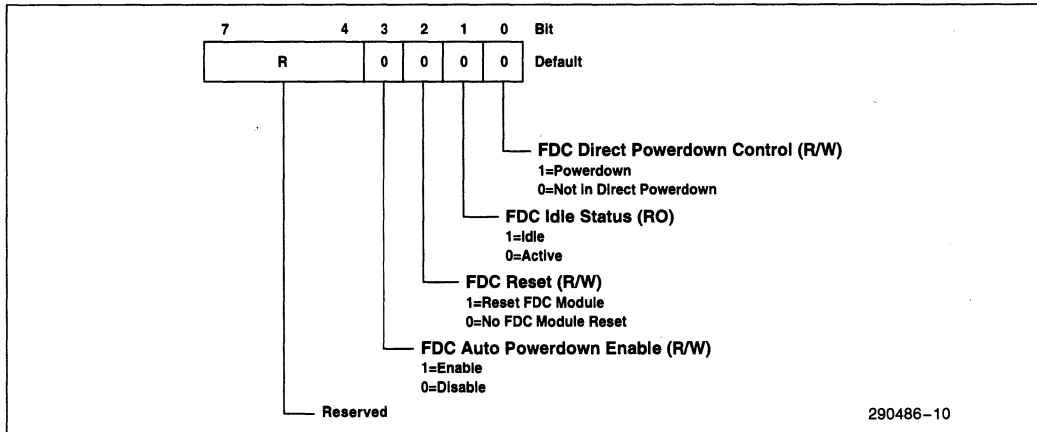 7 4 3 2 1 0 Bit
R 0 0 0 0 Default
FDC Direct Powerdown Control (R/W)
1=Powerdown
0=Not in Direct Powerdown
FDC Idle Status (RO)
1=Idle
0=Active
FDC Reset (R/W)
1=Reset FDC Module
0=No FDC Module Reset
FDC Auto Powerdown Enable (R/W)
1=Enable
0=Disable
Reserved
290486-10